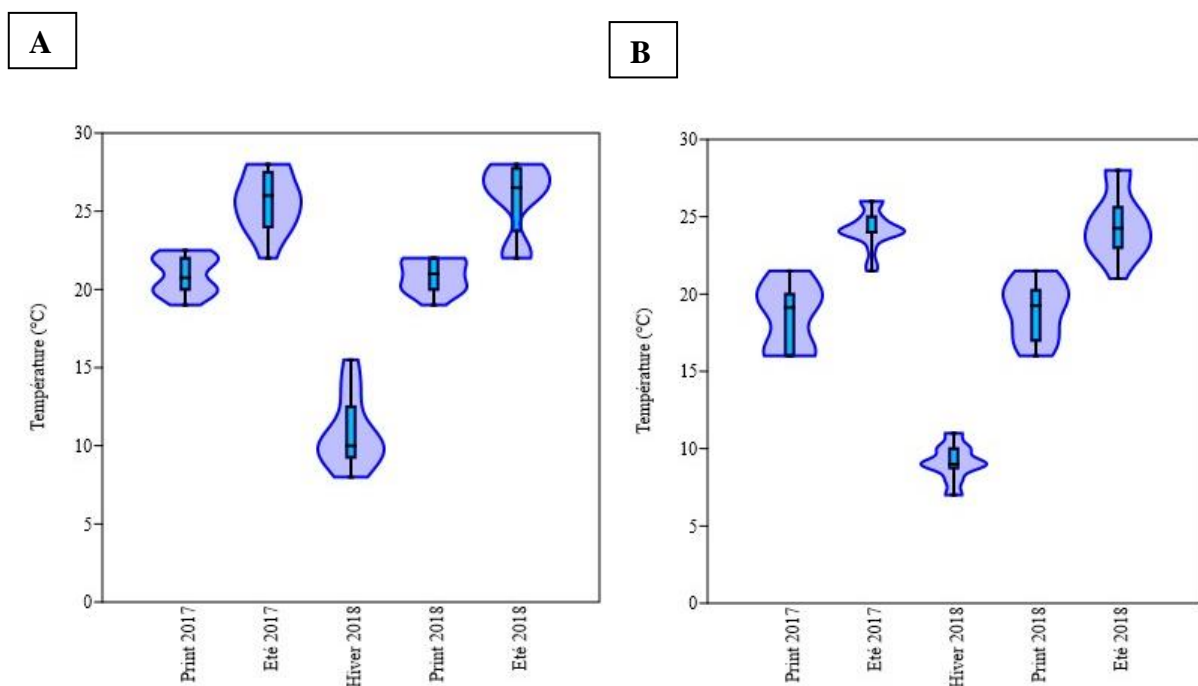 A
B
30
25
20
15
10
5
0
Température (°C)
Print 2017
Eté 2017
Hiver 2018
Print 2018
Eté 2018
30
25
20
15
10
5
0
Température (°C)
Print 2017
Eté 2017
Hiver 2018
Print 2018
Eté 2018